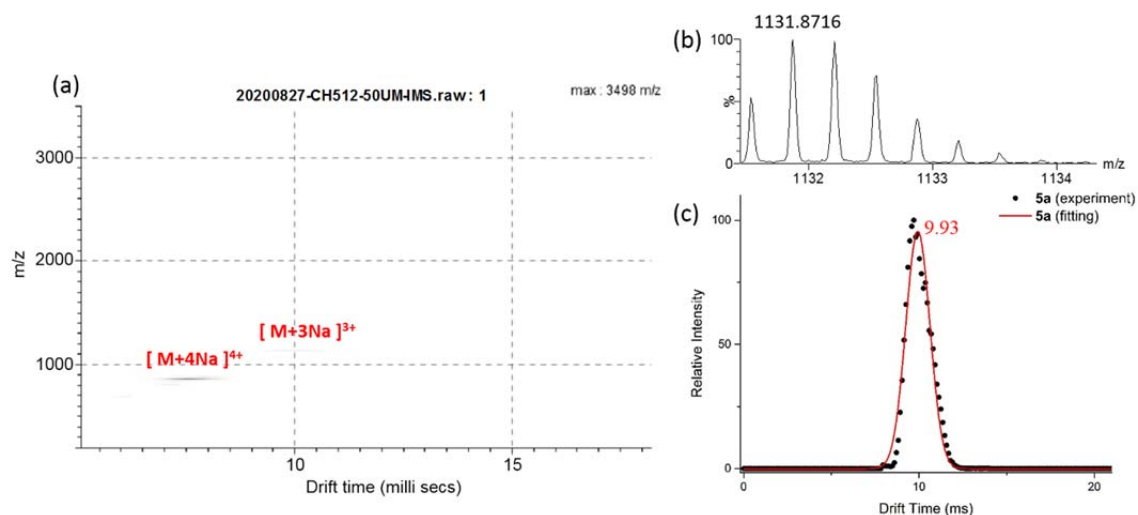 (a)
20200827-CH512-50UM-IMS.raw : 1
max : 3498 m/z
3000
2000
1000
m/z
[ M+3Na ]³⁺
[ M+4Na ]⁴⁺
10
15
Drift time (milli secs)
(b)
1131.8716
100
%
0
1132
1133
1134
m/z
(c)
5a (experiment)
5a (fitting)
9.93
100
50
0
Relative Intensity
0
10
20
Drift Time (ms)